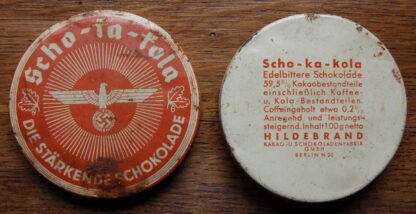 Scho-ka-kola
DIE STÄRKENDE SCHOKOLADE
Scho-ka-kola
Edelbittere Schokolade
59,5% Kakaobestandteile
einschließlich Kaffee-
u. Kola-Bestandteilen.
Coffeingehalt etwa 0,2%
Anregend und leistungs-
steigernd. Inhalt 100 g netto
HILDEBRAND
KAKAO-U. SCHOKOLADENFABRIK
GMBH
BERLIN N 20